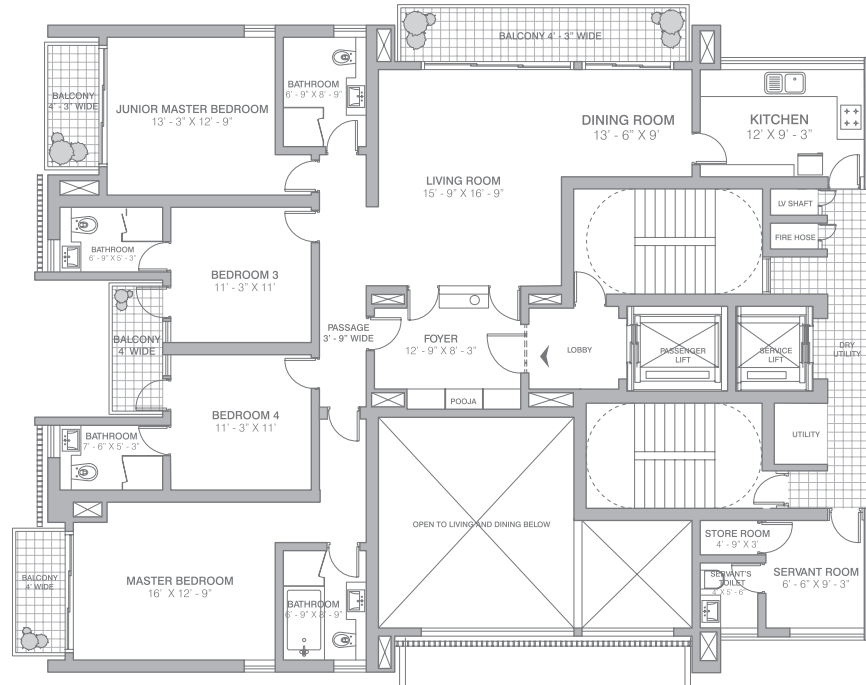 BALCONY 4' - 3" WIDE
BALCONY
4' - 3" WIDE
JUNIOR MASTER BEDROOM
13' - 3" X 12' - 9"
BATHROOM
6' - 9" X 8' - 9"
DINING ROOM
13' - 6" X 9'
KITCHEN
12' X 9' - 3"
LIVING ROOM
15' - 9" X 16' - 9"
LV SHAFT
FIRE HOSE
BATHROOM
6' - 9" X 5' - 3"
BEDROOM 3
11' - 3" X 11'
BALCONY
4' WIDE
PASSAGE
3' - 9" WIDE
FOYER
12' - 9" X 8' - 3"
LOBBY
PASSENGER
LIFT
SERVICE
LIFT
DRY
UTILITY
POOJA
BEDROOM 4
11' - 3" X 11'
BATHROOM
7' - 6" X 5' - 3"
UTILITY
OPEN TO LIVING AND DINING BELOW
STORE ROOM
4' - 9" X 3'
SERVANT'S
TOILET
4' X 5' - 6"
SERVANT ROOM
6' - 6" X 9' - 3"
BALCONY
4' WIDE
MASTER BEDROOM
16' X 12' - 9"
BATHROOM
6' - 9" X 8' - 9"